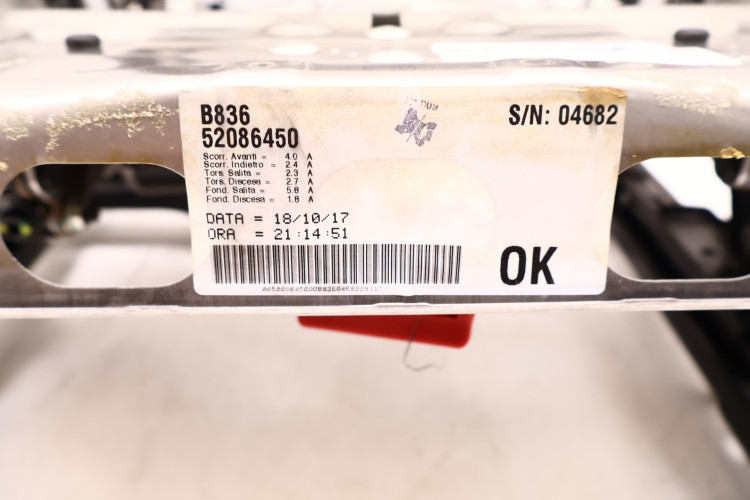 B836
S/N: 04682
52086450
Scorr. Avanti = 4.0 A
Scorr. Indietro = 2.4 A
Tors. Salita = 2.3 A
Tors. Discesa = 2.7 A
Fond. Salita = 5.8 A
Fond. Discesa = 1.8 A
DATA = 18/10/17
ORA = 21:14:51
OK